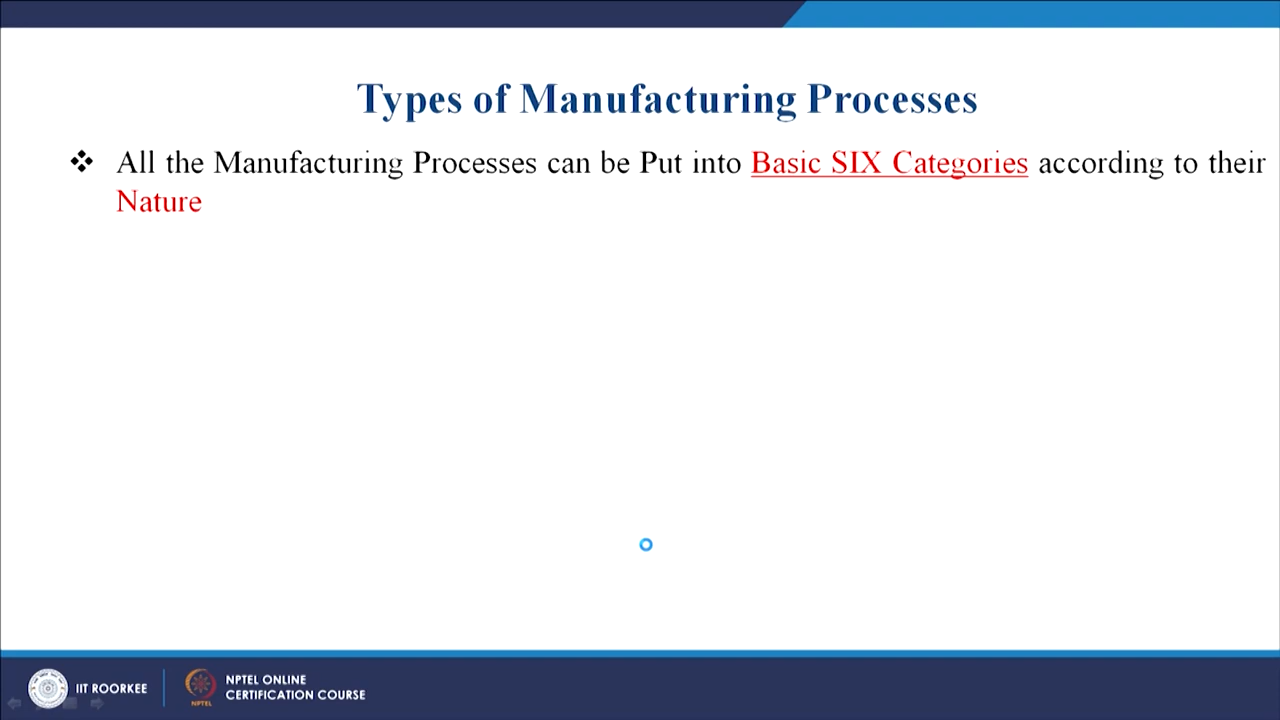 Types of Manufacturing Processes
❖ All the Manufacturing Processes can be Put into Basic SIX Categories according to their
Nature
IIT ROORKEE
NPTEL
NPTEL ONLINE
CERTIFICATION COURSE